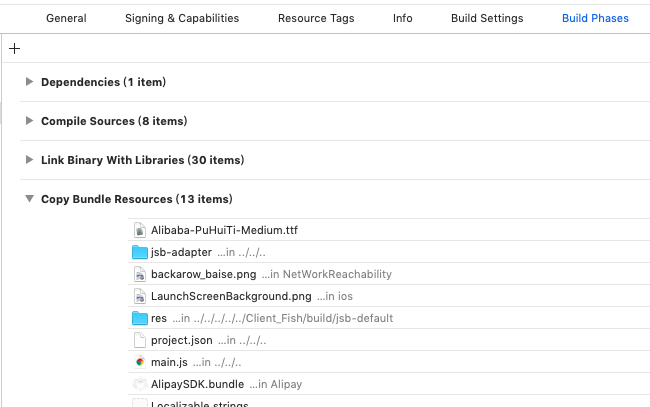 General Signing & Capabilities Resource Tags Info Build Settings Build Phases
Dependencies (1 item)
Compile Sources (8 items)
Link Binary With Libraries (30 items)
Copy Bundle Resources (13 items)
Alibaba-PuHuiTi-Medium.ttf
jsb-adapter ...in ../../..
backarow_baise.png ...in NetWorkReachability
LaunchScreenBackground.png ...in ios
res ...in ../../../../../Client_Fish/build/jsb-default
project.json ...in ../../..
main.js ...in ../../..
AlipaySDK.bundle ...in Alipay
Localizable.strings